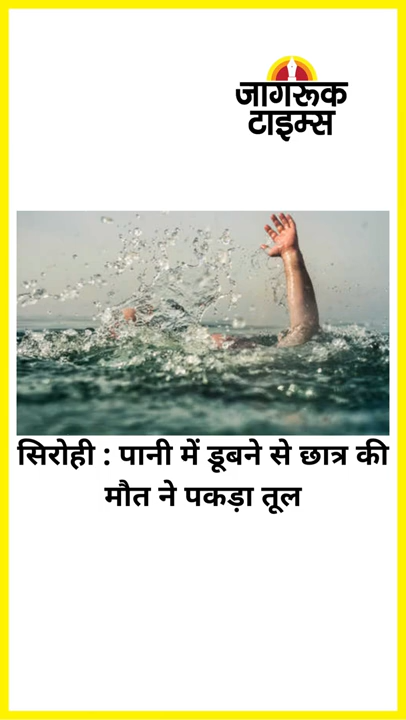 जागरूक
टाइम्स
सिरोही : पानी में डूबने से छात्र की
मौत ने पकड़ा तूल